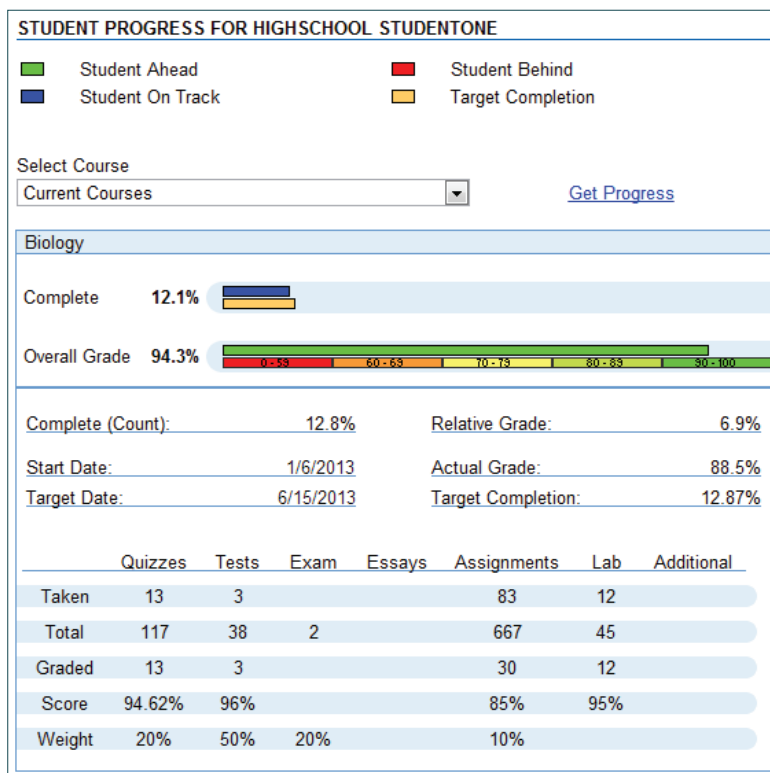 STUDENT PROGRESS FOR HIGHSCHOOL STUDENTONE
Student Ahead Student Behind
Student On Track Target Completion
Select Course
Current Courses Get Progress
Biology
Complete 12.1%
Overall Grade 94.3%
0 - 59 60 - 69 70 - 79 80 - 89 90 - 100
Complete (Count): 12.8% Relative Grade: 6.9%
Start Date: 1/6/2013 Actual Grade: 88.5%
Target Date: 6/15/2013 Target Completion: 12.87%
Quizzes Tests Exam Essays Assignments Lab Additional
Taken 13 3 83 12
Total 117 38 2 667 45
Graded 13 3 30 12
Score 94.62% 96% 85% 95%
Weight 20% 50% 20% 10%